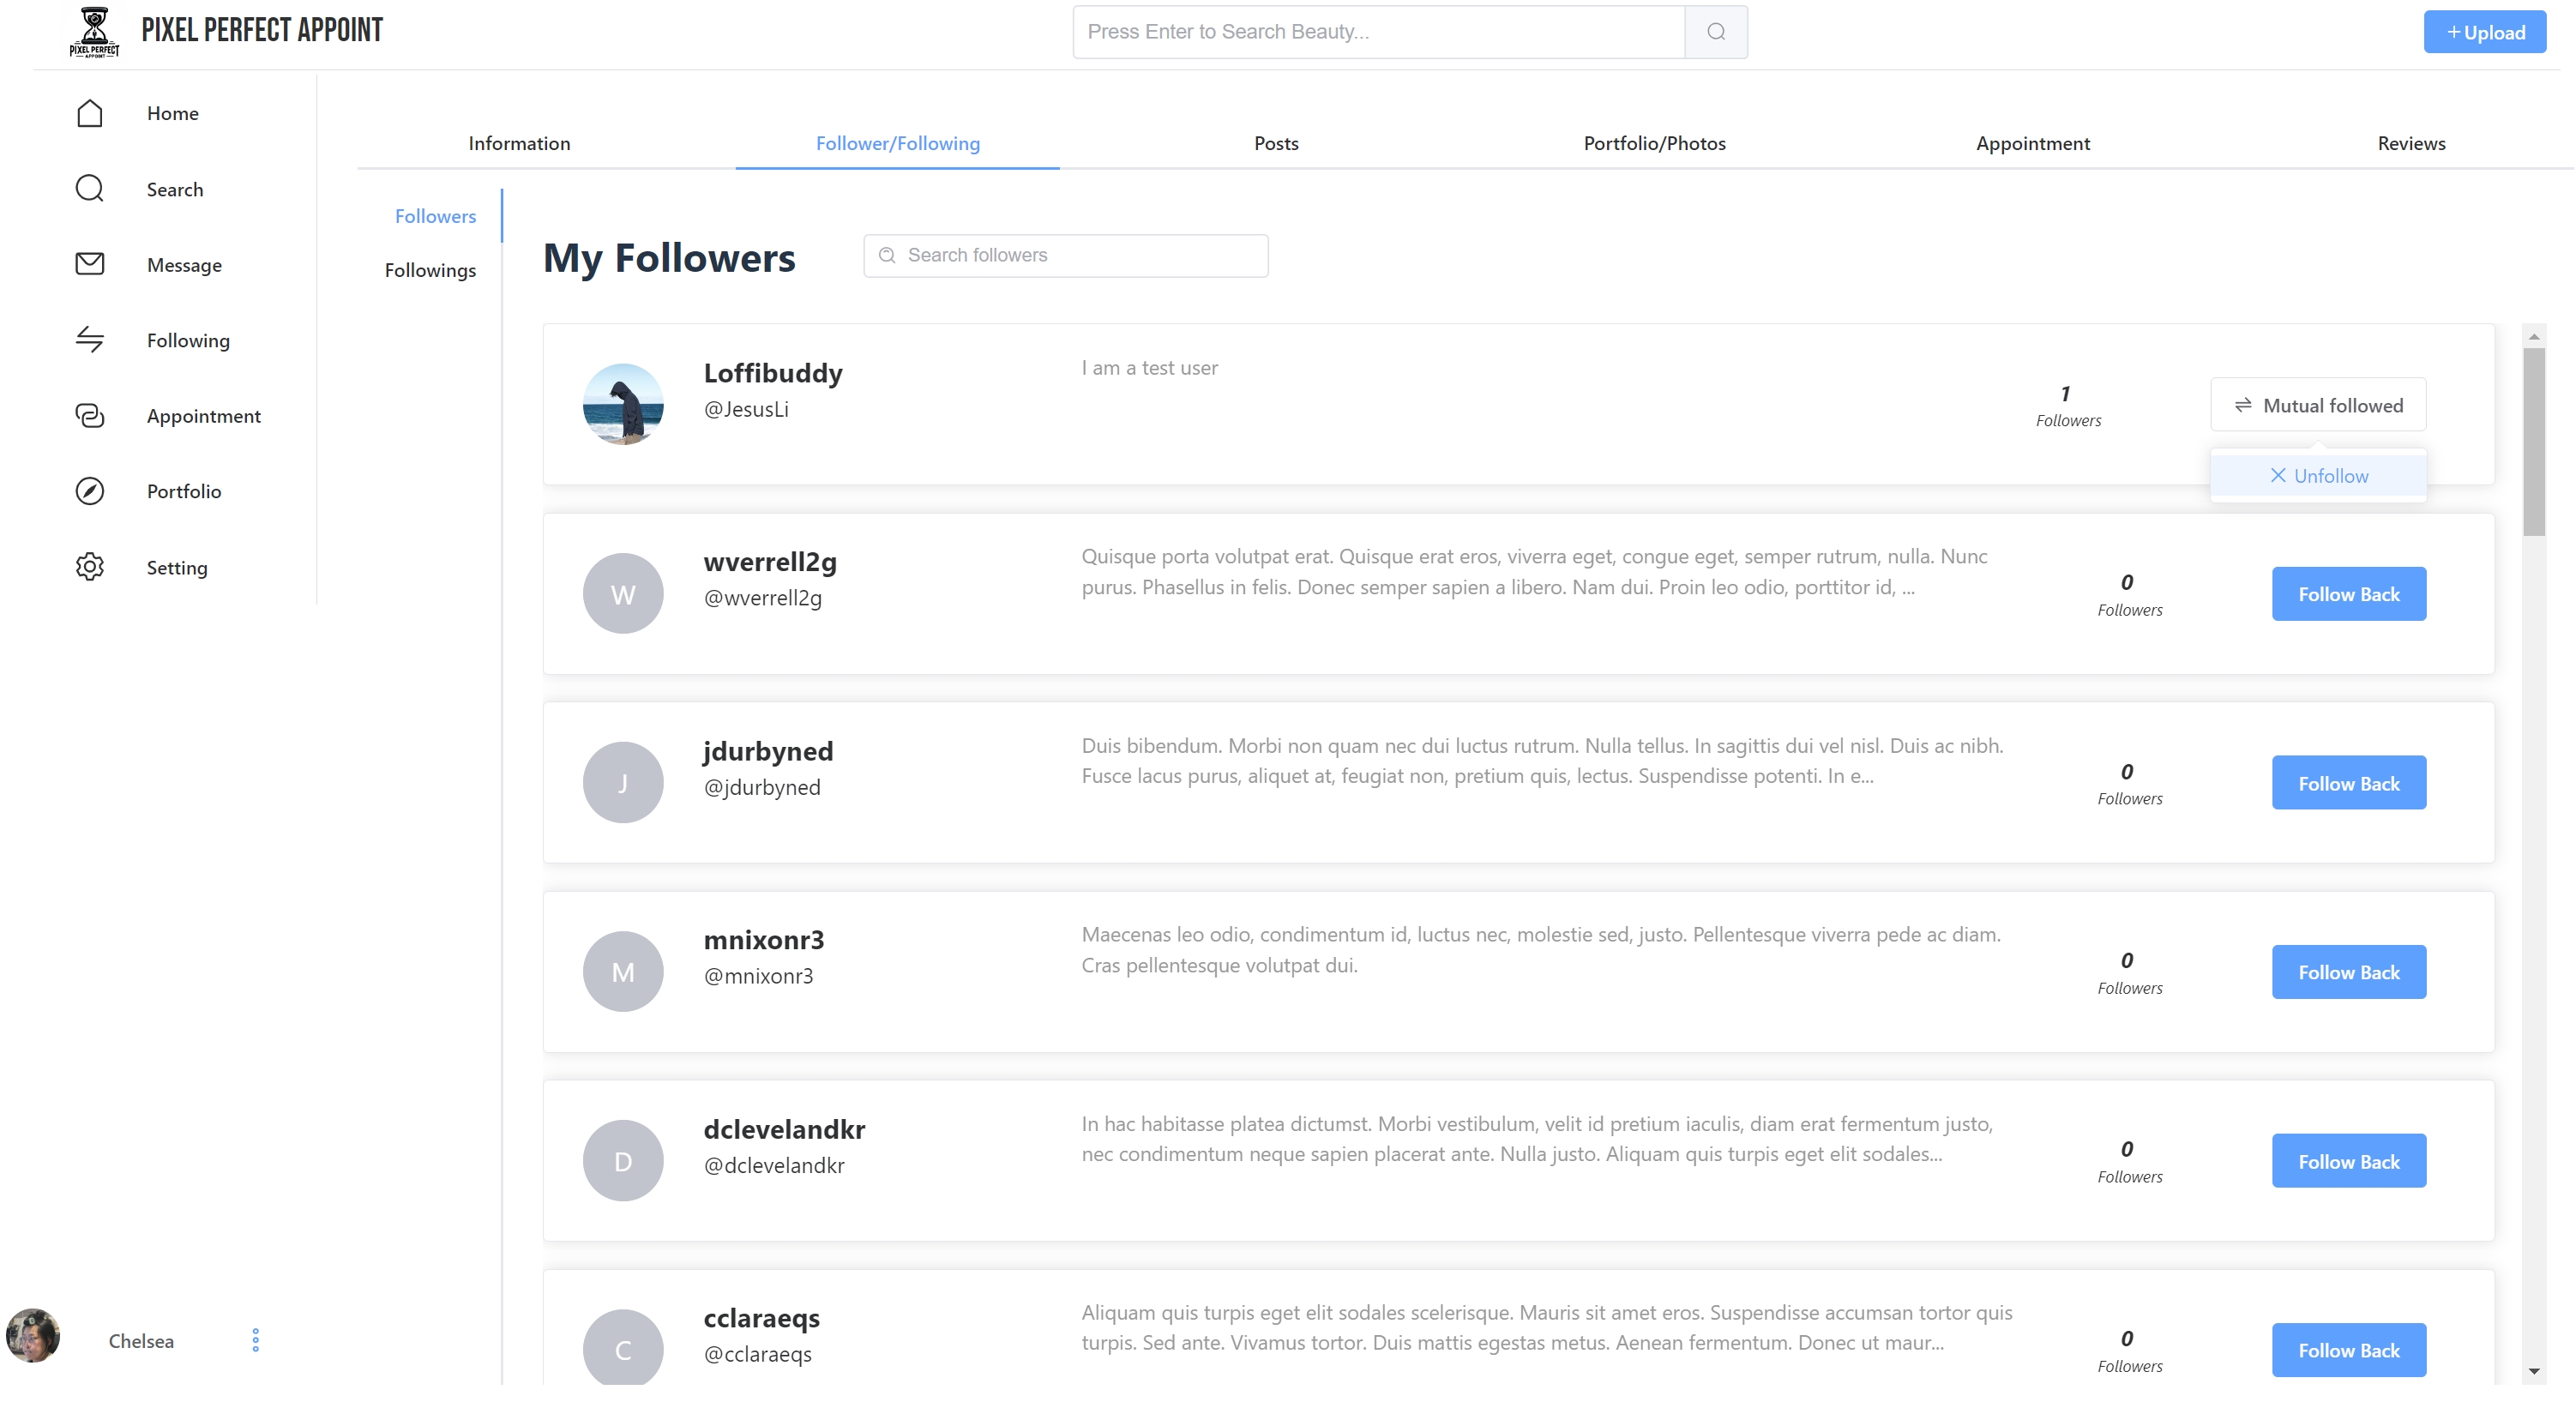 PIXEL PERFECT
APPOINT
PIXEL PERFECT APPOINT
Press Enter to Search Beauty...
+ Upload
Home
Search
Message
Following
Appointment
Portfolio
Setting
Information
Follower/Following
Posts
Portfolio/Photos
Appointment
Reviews
Followers
Followings
My Followers
Search followers
Loffibuddy
@JesusLi
I am a test user
1
Followers
Mutual followed
Unfollow
W
wverrell2g
@wverrell2g
Quisque porta volutpat erat. Quisque erat eros, viverra eget, congue eget, semper rutrum, nulla. Nunc
purus. Phasellus in felis. Donec semper sapien a libero. Nam dui. Proin leo odio, porttitor id, ...
0
Followers
Follow Back
J
jdurbyned
@jdurbyned
Duis bibendum. Morbi non quam nec dui luctus rutrum. Nulla tellus. In sagittis dui vel nisl. Duis ac nibh.
Fusce lacus purus, aliquet at, feugiat non, pretium quis, lectus. Suspendisse potenti. In e...
0
Followers
Follow Back
M
mnixonr3
@mnixonr3
Maecenas leo odio, condimentum id, luctus nec, molestie sed, justo. Pellentesque viverra pede ac diam.
Cras pellentesque volutpat dui.
0
Followers
Follow Back
D
dclevelandkr
@dclevelandkr
In hac habitasse platea dictumst. Morbi vestibulum, velit id pretium iaculis, diam erat fermentum justo,
nec condimentum neque sapien placerat ante. Nulla justo. Aliquam quis turpis eget elit sodales...
0
Followers
Follow Back
C
cclaraeqs
@cclaraeqs
Aliquam quis turpis eget elit sodales scelerisque. Mauris sit amet eros. Suspendisse accumsan tortor quis
turpis. Sed ante. Vivamus tortor. Duis mattis egestas metus. Aenean fermentum. Donec ut maur...
0
Followers
Follow Back
Chelsea